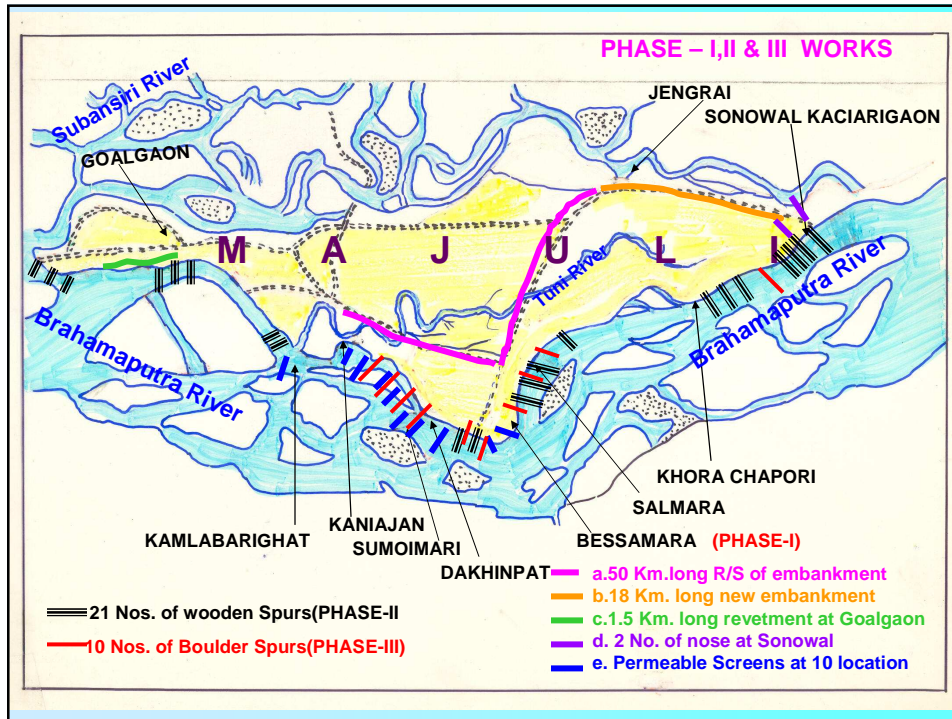 PHASE – I,II & III WORKS
JENGRAI
SONOWAL KACIARIGAON
Subansiri River
GOALGAON
M A J U L I
Tuni River
Brahamaputra River
Brahamaputra River
KHORA CHAPORI
SALMARA
KANIAJAN
KAMLABARIGHAT
SUMOIMARI
BESSAMARA (PHASE-I)
DAKHINPAT
a.50 Km.long R/S of embankment
b.18 Km. long new embankment
c.1.5 Km. long revetment at Goalgaon
d. 2 No. of nose at Sonowal
e. Permeable Screens at 10 location
21 Nos. of wooden Spurs(PHASE-II
10 Nos. of Boulder Spurs(PHASE-III)